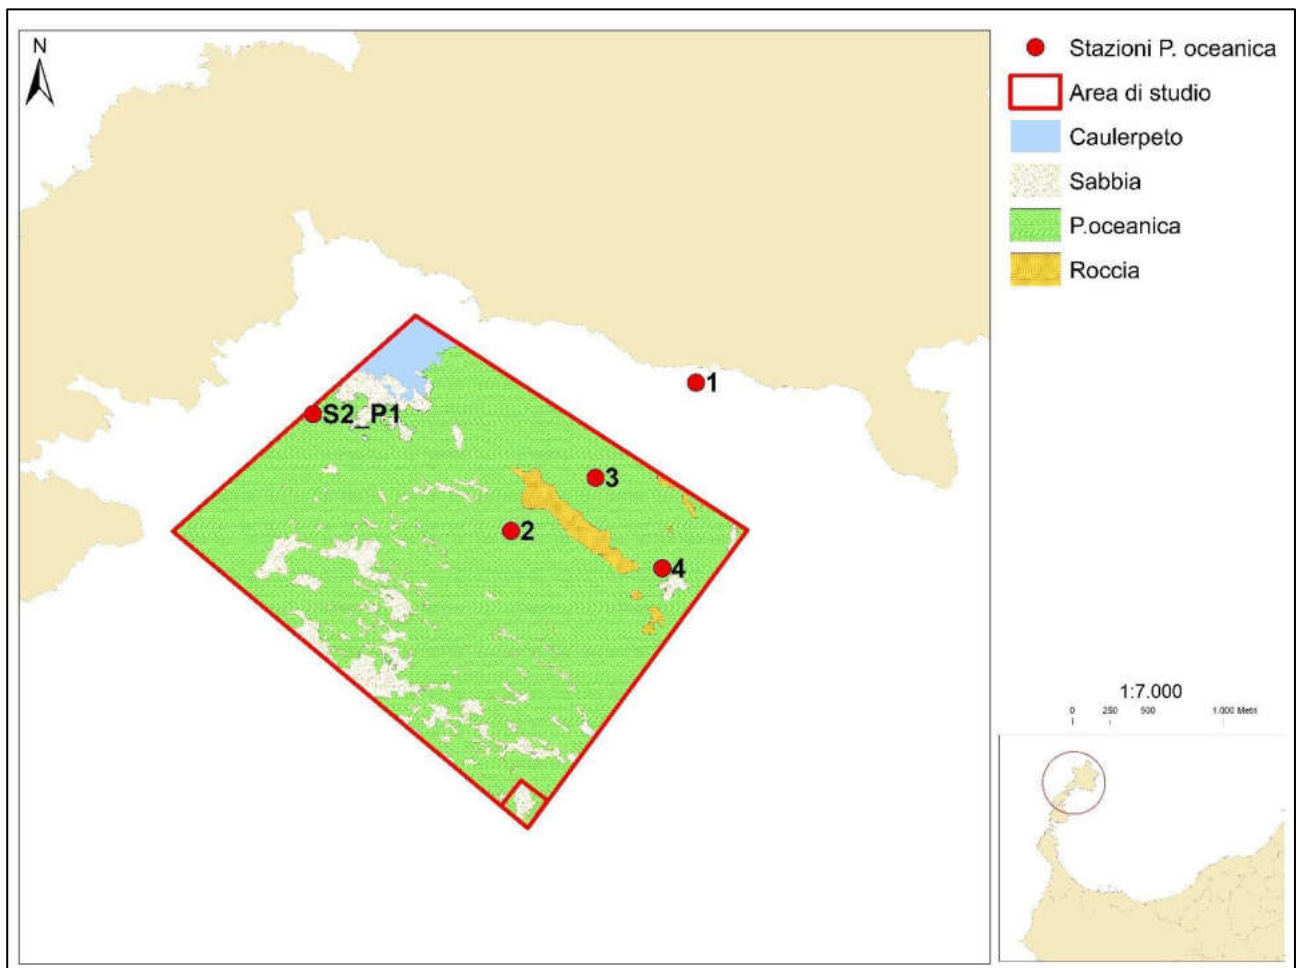 N
Stazioni P. oceanica
Area di studio
Caulerpeto
Sabbia
P.oceanica
Roccia
1
S2_P1
3
2
4
1:7.000
0 250 500 1.000 Metri